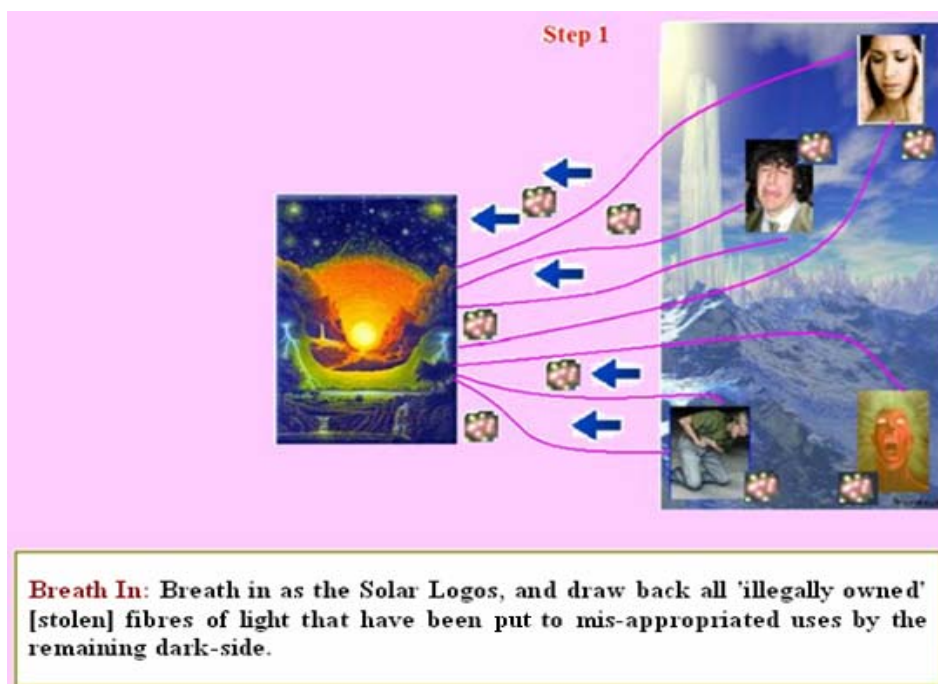 Step 1
Breath In: Breath in as the Solar Logos, and draw back all 'illegally owned'
[stolen] fibres of light that have been put to mis-appropriated uses by the
remaining dark-side.